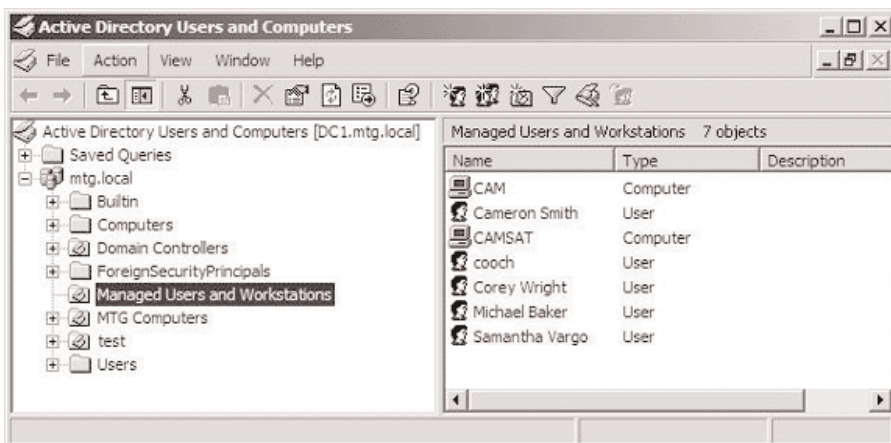 Active Directory Users and Computers
File Action View Window Help
Active Directory Users and Computers [DC1.mtg.local]
Saved Queries
mtg.local
Builtin
Computers
Domain Controllers
ForeignSecurityPrincipals
Managed Users and Workstations
MTG Computers
test
Users
Managed Users and Workstations 7 objects
Name Type Description
CAM Computer
Cameron Smith User
CAMSAT Computer
cooch User
Corey Wright User
Michael Baker User
Samantha Vargo User